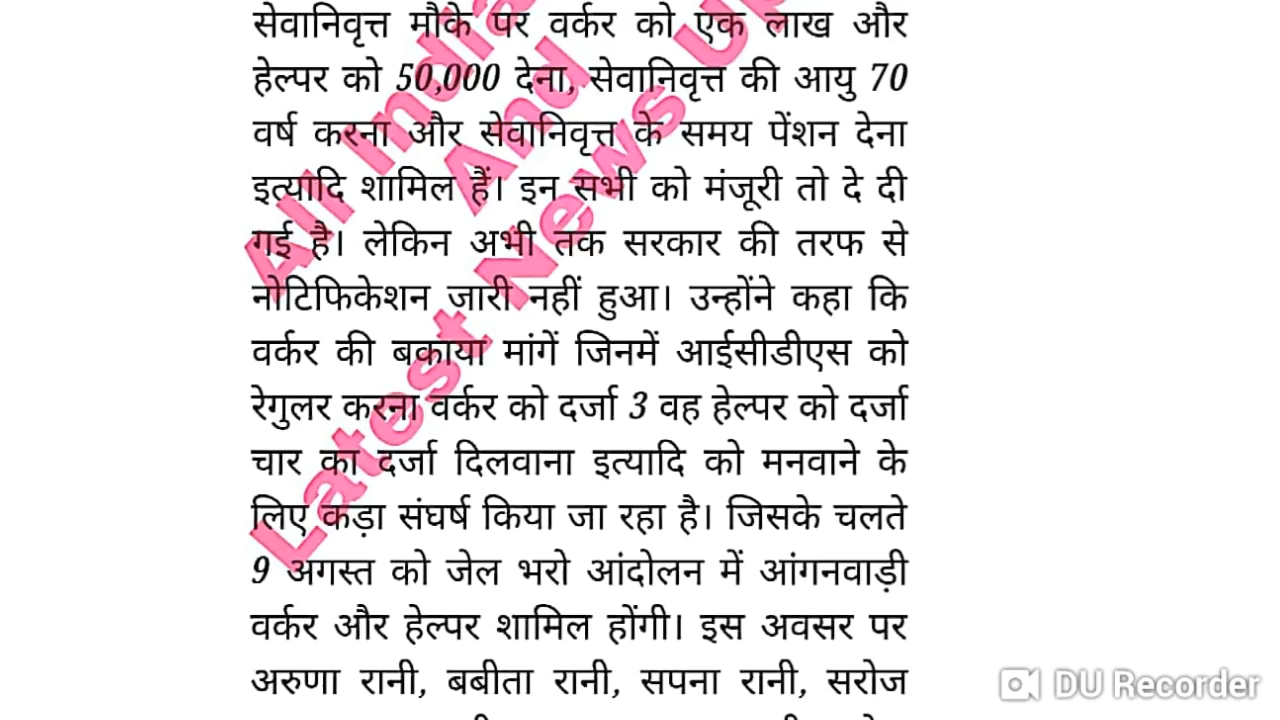 सेवानिवृत्त मौके पर वर्कर को एक लाख और
हेल्पर को 50,000 देना, सेवानिवृत्त की आयु 70
वर्ष करना और सेवानिवृत्त के समय पेंशन देना
इत्यादि शामिल हैं। इन सभी को मंजूरी तो दे दी
गई है। लेकिन अभी तक सरकार की तरफ से
नोटिफिकेशन जारी नहीं हुआ। उन्होंने कहा कि
वर्कर की बकाया मांगें जिनमें आईसीडीएस को
रेगुलर करना वर्कर को दर्जा 3 वह हेल्पर को दर्जा
चार का दर्जा दिलवाना इत्यादि को मनवाने के
लिए कड़ा संघर्ष किया जा रहा है। जिसके चलते
9 अगस्त को जेल भरो आंदोलन में आंगनवाड़ी
वर्कर और हेल्पर शामिल होंगी। इस अवसर पर
अरुणा रानी, बबीता रानी, सपना रानी, सरोज
All India
And
Latest News Up
DU Recorder